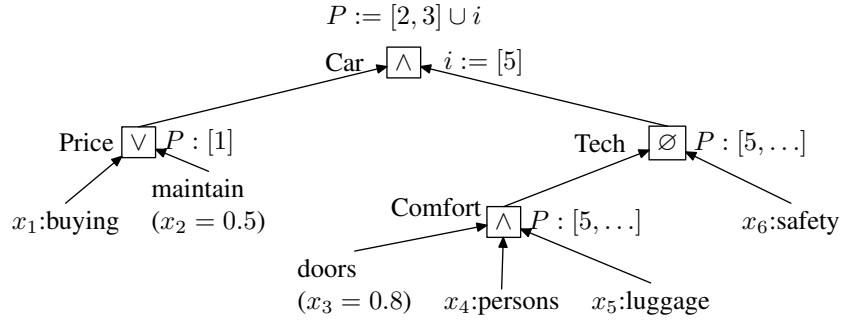 P := [2, 3] ∪ i
Car ∧ i := [5]
Price ∨ P : [1]
Tech ∅ P : [5, . . .]
maintain
x₁:buying (x₂ = 0.5)
Comfort ∧ P : [5, . . .]
x₆:safety
doors
(x₃ = 0.8) x₄:persons x₅:luggage